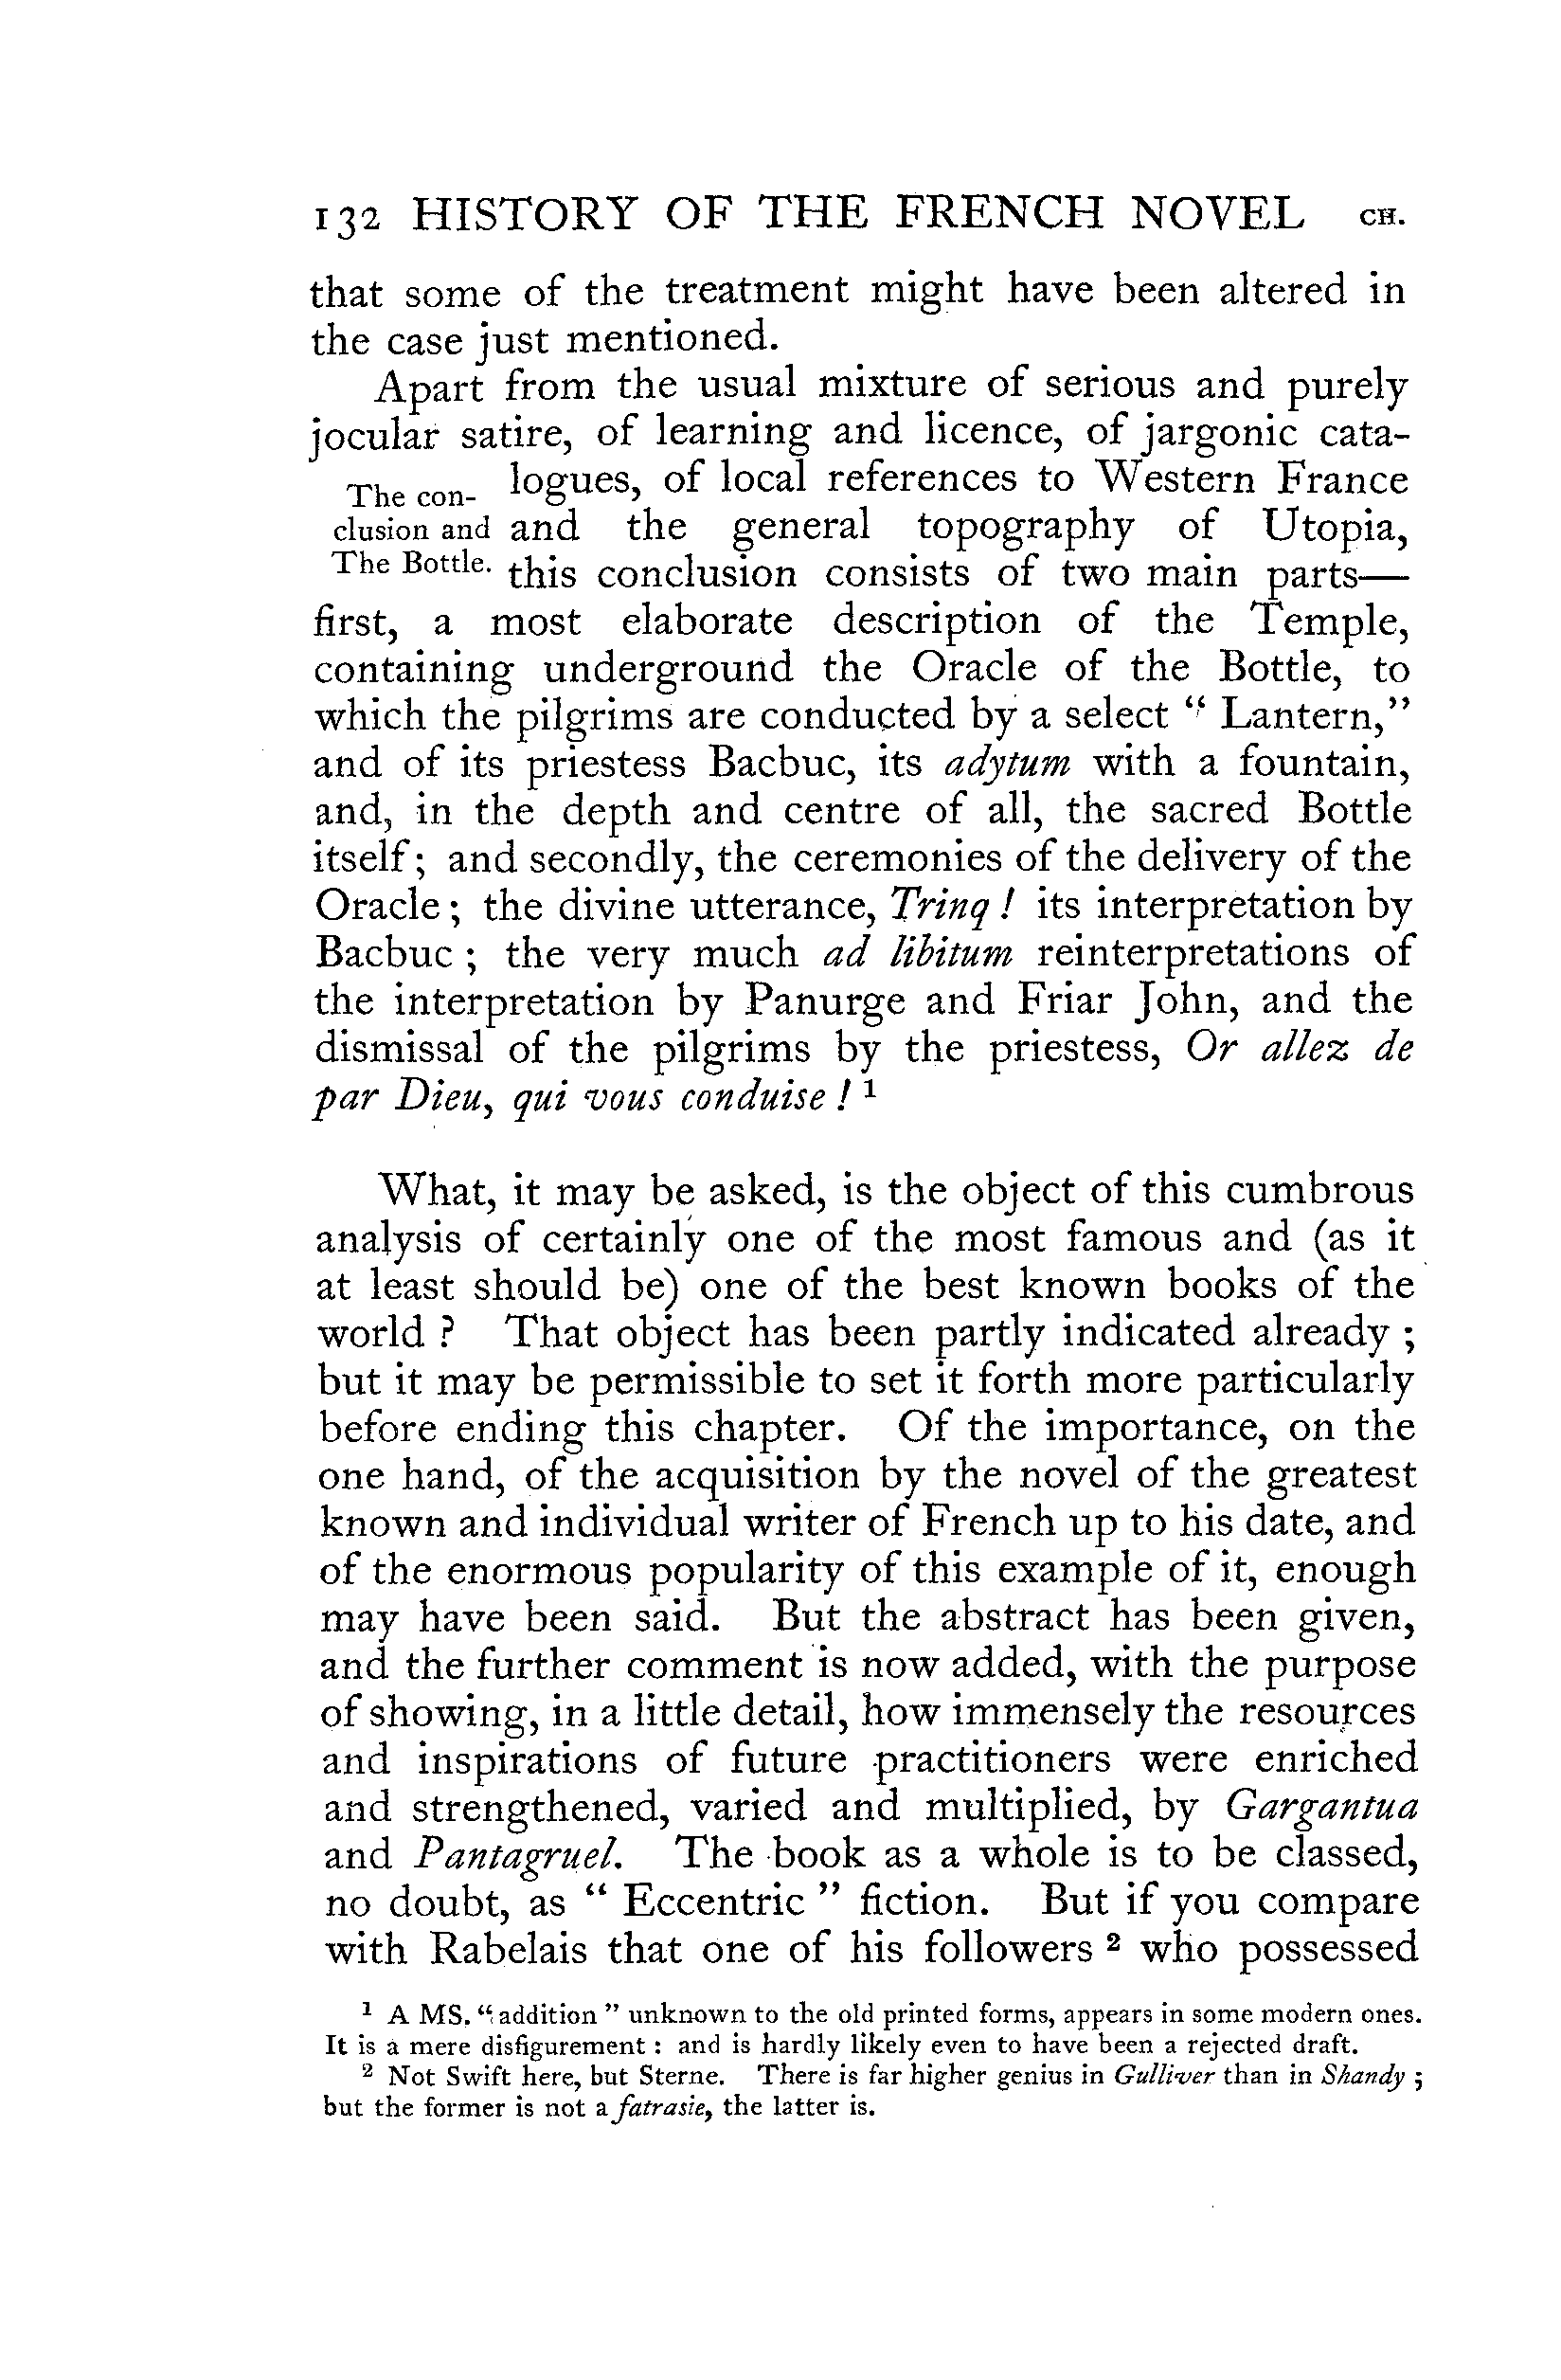 132 HISTORY OF THE FRENCH NOVEL CH.
that some of the treatment might have been altered in
the case just mentioned.
Apart from the usual mixture of serious and purely
jocular satire, of learning and licence, of jargonic cata-
The con-
clusion and
The Bottle.
logues, of local references to Western France
and the general topography of Utopia,
this conclusion consists of two main parts—
first, a most elaborate description of the Temple,
containing underground the Oracle of the Bottle, to
which the pilgrims are conducted by a select “ Lantern,”
and of its priestess Bacbuc, its adytum with a fountain,
and, in the depth and centre of all, the sacred Bottle
itself ; and secondly, the ceremonies of the delivery of the
Oracle ; the divine utterance, Trinq ! its interpretation by
Bacbuc ; the very much ad libitum reinterpretations of
the interpretation by Panurge and Friar John, and the
dismissal of the pilgrims by the priestess, Or allez de
par Dieu, qui vous conduise ! ¹
What, it may be asked, is the object of this cumbrous
analysis of certainly one of the most famous and (as it
at least should be) one of the best known books of the
world ? That object has been partly indicated already ;
but it may be permissible to set it forth more particularly
before ending this chapter. Of the importance, on the
one hand, of the acquisition by the novel of the greatest
known and individual writer of French up to his date, and
of the enormous popularity of this example of it, enough
may have been said. But the abstract has been given,
and the further comment is now added, with the purpose
of showing, in a little detail, how immensely the resources
and inspirations of future practitioners were enriched
and strengthened, varied and multiplied, by Gargantua
and Pantagruel. The book as a whole is to be classed,
no doubt, as “ Eccentric ” fiction. But if you compare
with Rabelais that one of his followers ² who possessed
¹ A MS. “ addition ” unknown to the old printed forms, appears in some modern ones.
It is a mere disfigurement : and is hardly likely even to have been a rejected draft.
² Not Swift here, but Sterne. There is far higher genius in Gulliver than in Shandy ;
but the former is not a fatrasie, the latter is.